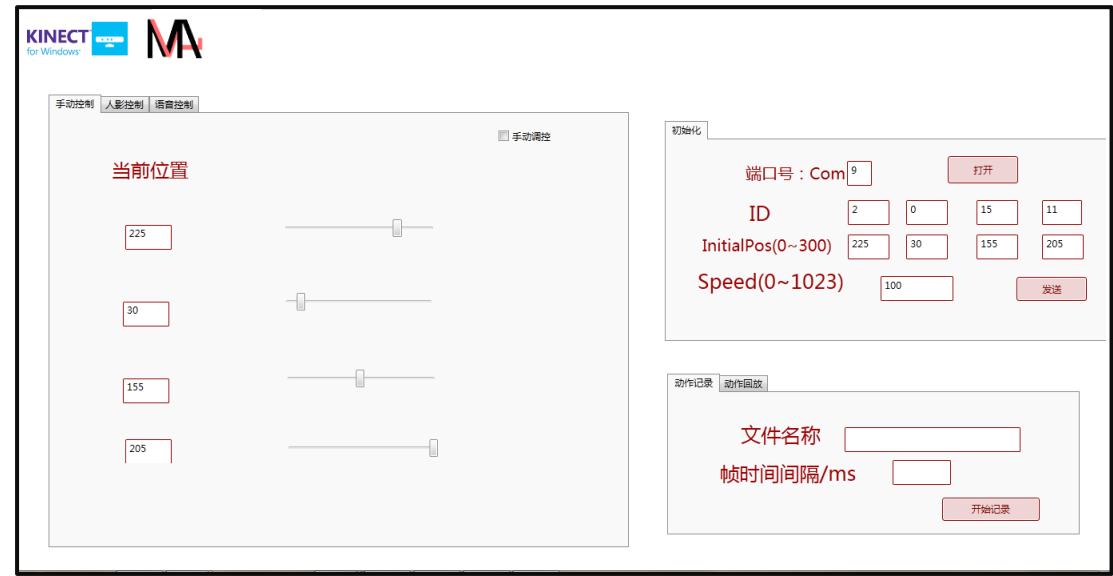 KINECT
for Windows
MA
手动控制 人影控制 语音控制
手动调控
当前位置
225
30
155
205
初始化
端口号：Com 9 打开
ID 2 0 15 11
InitialPos(0~300) 225 30 155 205
Speed(0~1023) 100 发送
动作记录 动作回放
文件名称
帧时间间隔/ms
开始记录